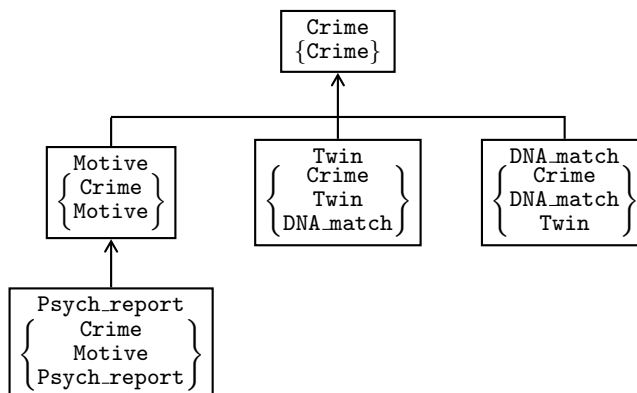 Crime
{Crime}
Motive
Crime
Motive
Twin
Crime
Twin
DNA_match
DNA_match
Crime
DNA_match
Twin
Psych_report
Crime
Motive
Psych_report